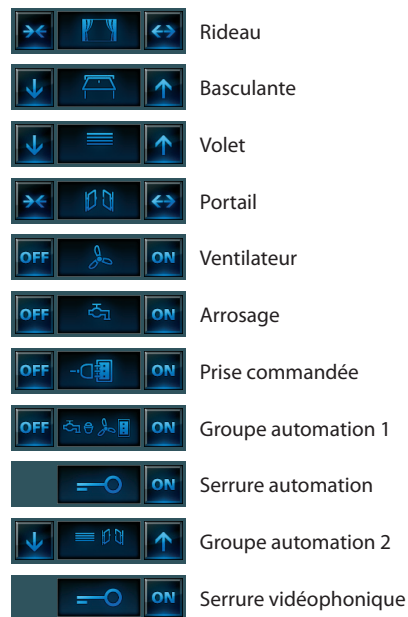 Rideau
Basculante
Volet
Portail
OFF ON Ventilateur
OFF ON Arrosage
OFF ON Prise commandée
OFF ON Groupe automation 1
ON Serrure automation
Groupe automation 2
ON Serrure vidéophonique